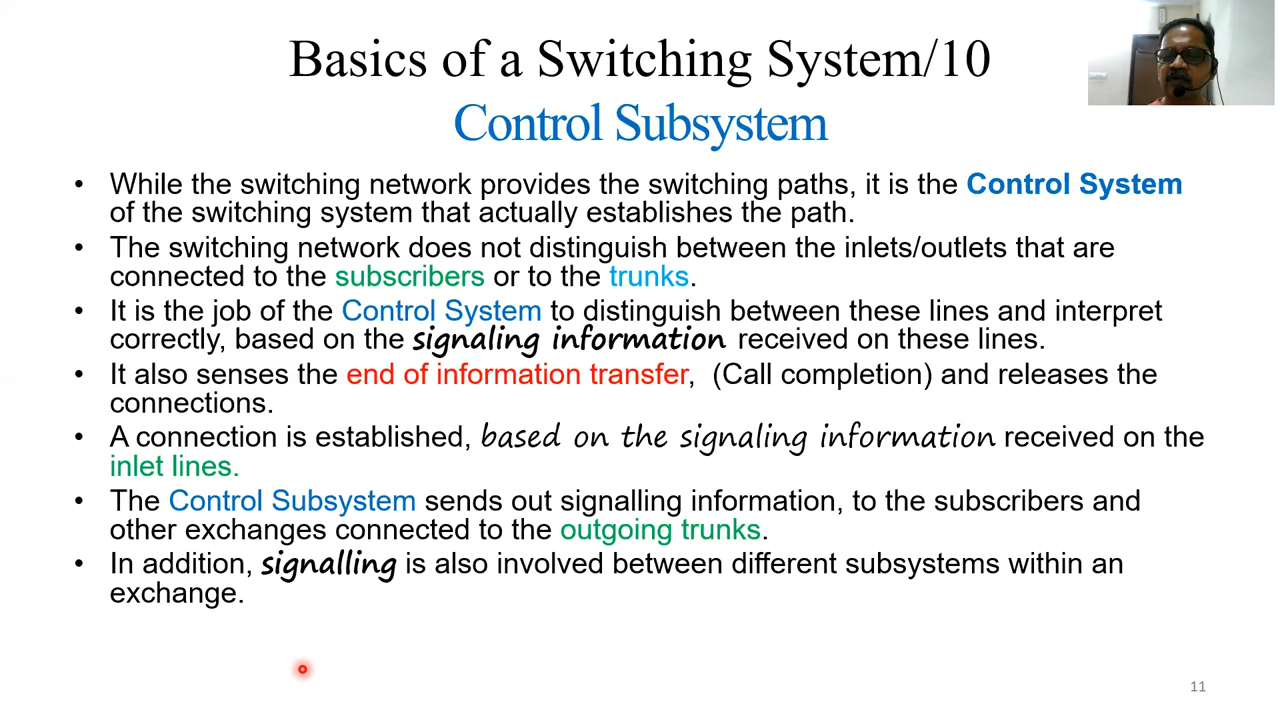 Basics of a Switching System/10
Control Subsystem
• While the switching network provides the switching paths, it is the Control System
of the switching system that actually establishes the path.
• The switching network does not distinguish between the inlets/outlets that are
connected to the subscribers or to the trunks.
• It is the job of the Control System to distinguish between these lines and interpret
correctly, based on the signaling information received on these lines.
• It also senses the end of information transfer, (Call completion) and releases the
connections.
• A connection is established, based on the signaling information received on the
inlet lines.
• The Control Subsystem sends out signalling information, to the subscribers and
other exchanges connected to the outgoing trunks.
• In addition, signalling is also involved between different subsystems within an
exchange.
11